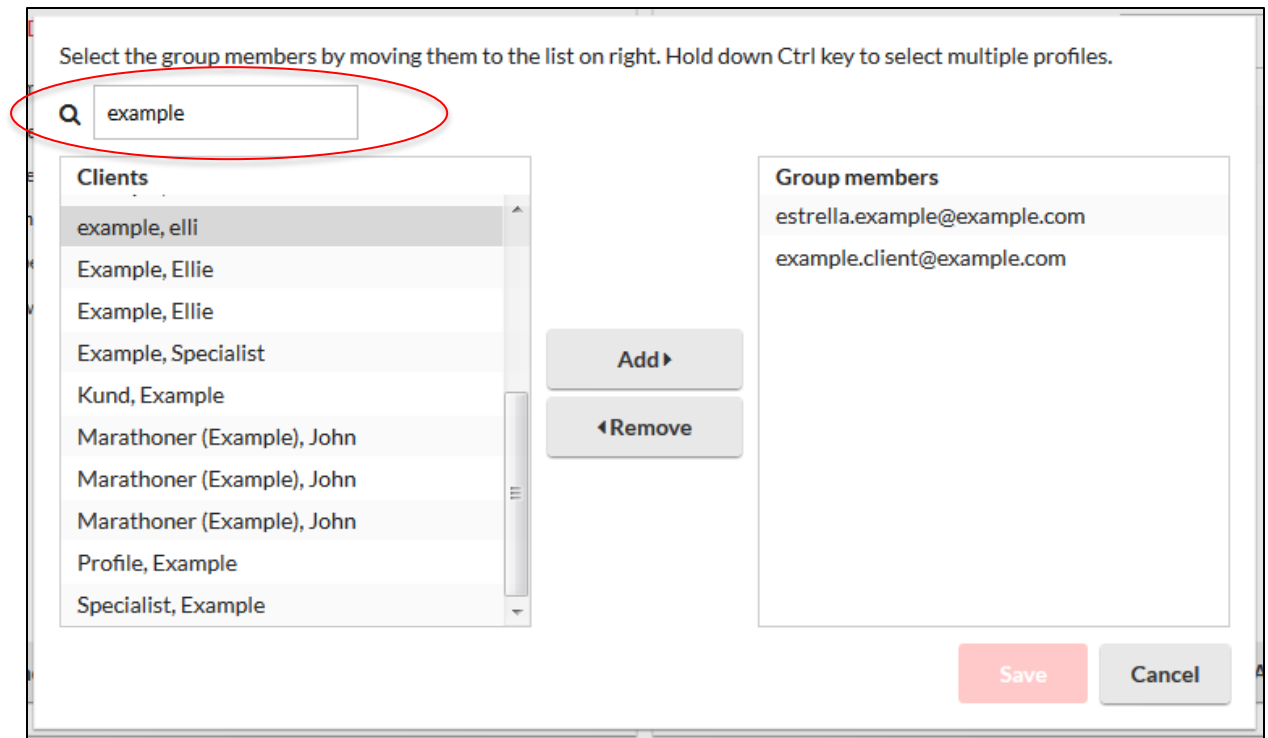 Select the group members by moving them to the list on right. Hold down Ctrl key to select multiple profiles.
example
Clients
example, elli
Example, Ellie
Example, Ellie
Example, Specialist
Kund, Example
Marathoner (Example), John
Marathoner (Example), John
Marathoner (Example), John
Profile, Example
Specialist, Example
Add
Remove
Group members
estrella.example@example.com
example.client@example.com
Save
Cancel